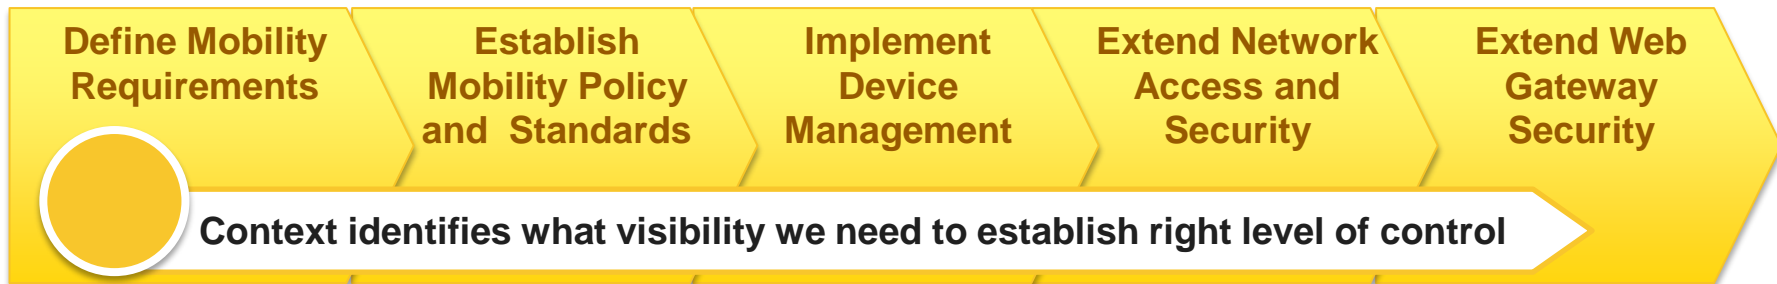 Define Mobility
Requirements
Establish
Mobility Policy
and  Standards
Implement
Device
Management
Extend Network
Access and
Security
Extend Web
Gateway
Security
Context identifies what visibility we need to establish right level of control